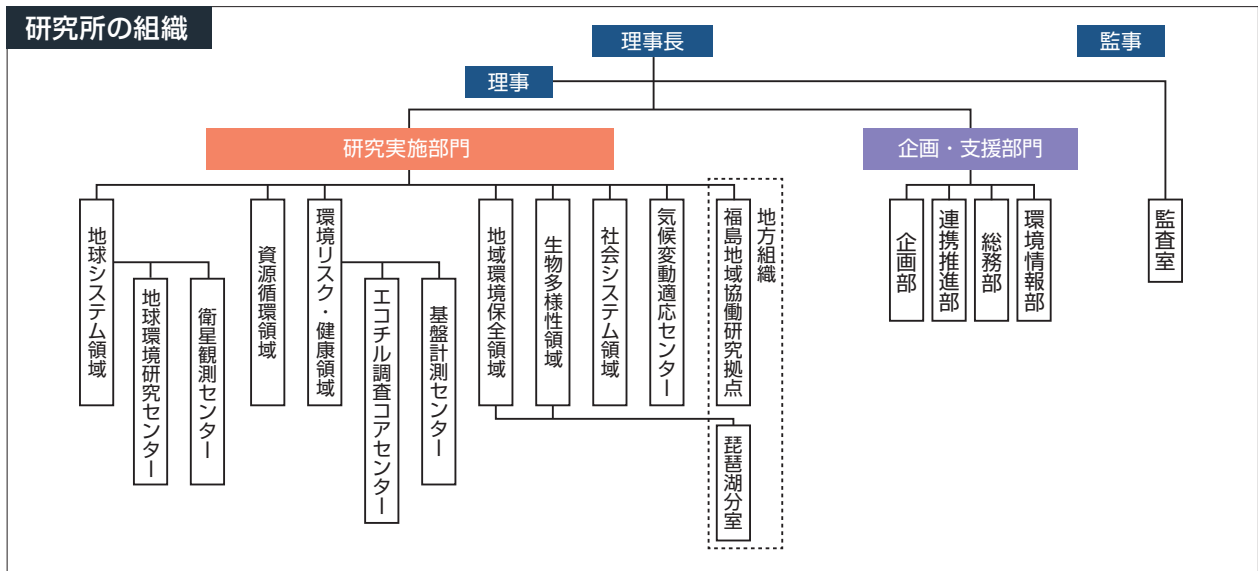 研究所の組織
理事長
監事
理事
研究実施部門
企画・支援部門
地球システム領域
地球環境研究センター
衛星観測センター
資源循環領域
環境リスク・健康領域
エコチル調査コアセンター
基盤計測センター
地域環境保全領域
生物多様性領域
社会システム領域
気候変動適応センター
福島地域協働研究拠点
地方組織
琵琶湖分室
企画部
連携推進部
総務部
環境情報部
監査室